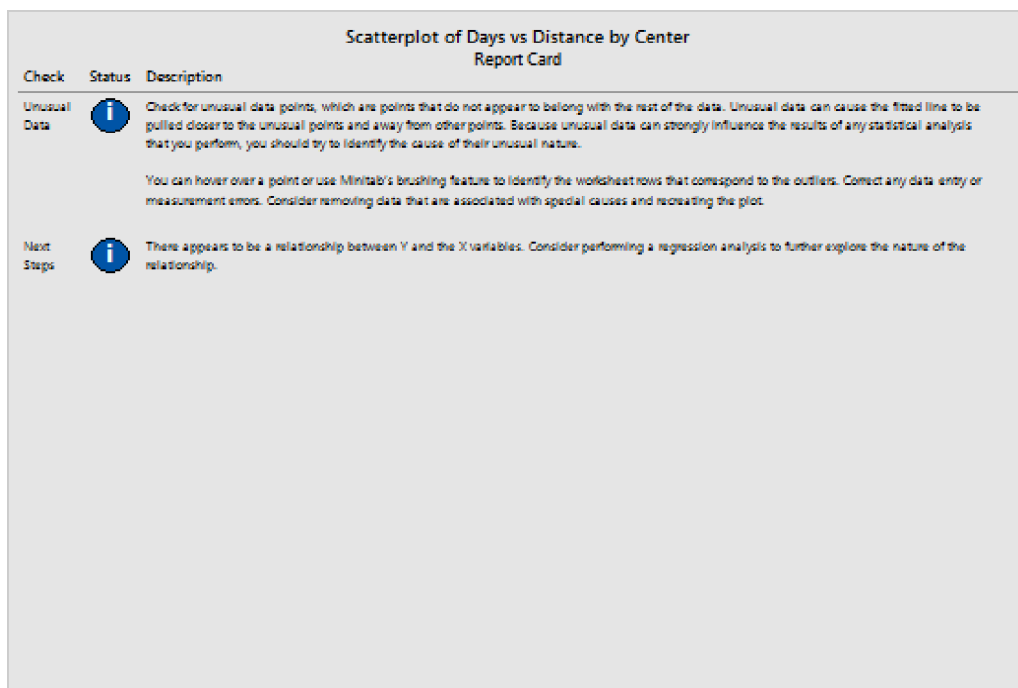 Scatterplot of Days vs Distance by Center
Report Card
Check Status Description
Unusual Data
i
Check for unusual data points, which are points that do not appear to belong with the rest of the data. Unusual data can cause the fitted line to be
pulled closer to the unusual points and away from other points. Because unusual data can strongly influence the results of any statistical analysis
that you perform, you should try to identify the cause of their unusual nature.
You can hover over a point or use Minitab's brushing feature to identify the worksheet rows that correspond to the outliers. Correct any data entry or
measurement errors. Consider removing data that are associated with special causes and recreating the plot.
Next Steps
i
There appears to be a relationship between Y and the X variables. Consider performing a regression analysis to further explore the nature of the
relationship.